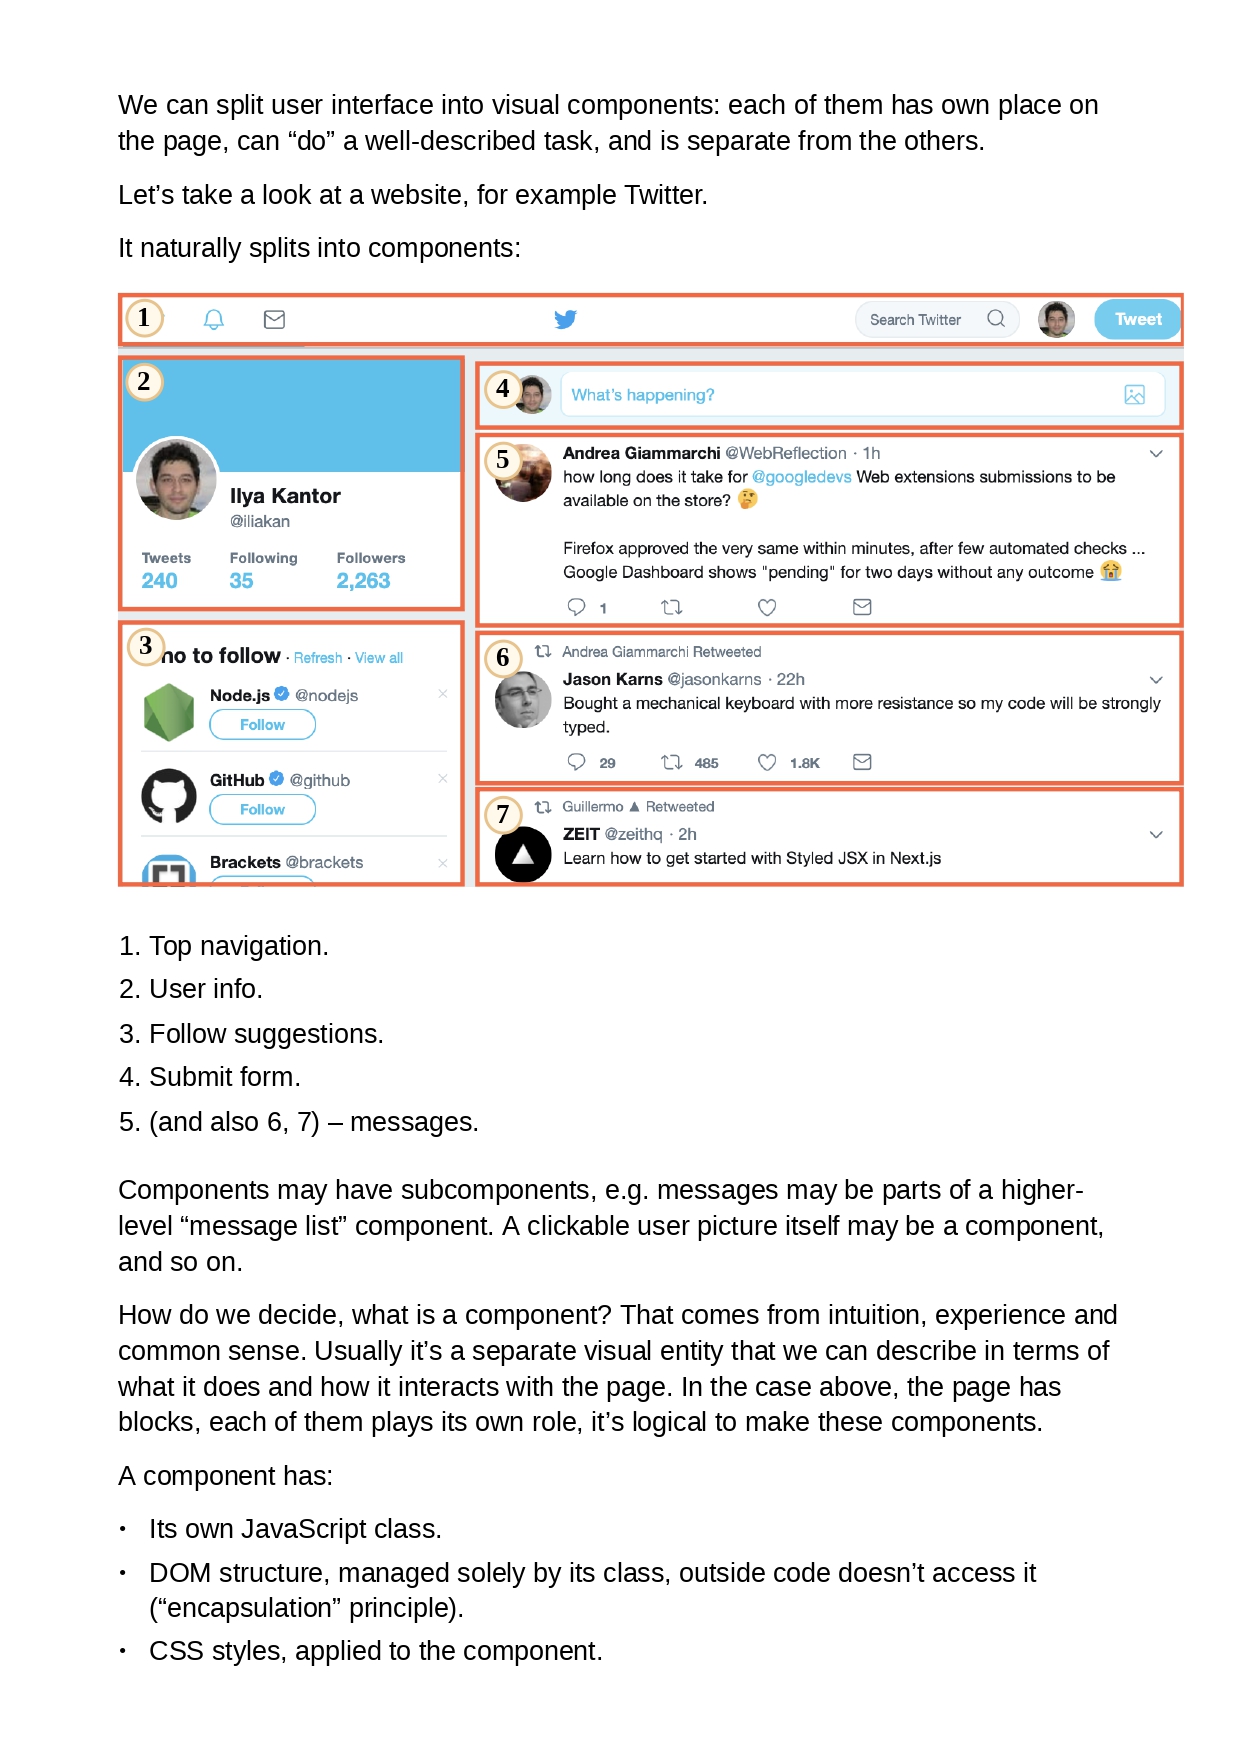 We can split user interface into visual components: each of them has own place on
the page, can “do” a well-described task, and is separate from the others.
Let’s take a look at a website, for example Twitter.
It naturally splits into components:
1
Search Twitter
Tweet
2
Ilya Kantor
@iliakan
Tweets Following Followers
240 35 2,263
3
ho to follow · Refresh · View all
Node.js @nodejs
Follow
GitHub @github
Follow
Brackets @brackets
4
What’s happening?
5
Andrea Giammarchi @WebReflection · 1h
how long does it take for @googledevs Web extensions submissions to be
available on the store? 🤔
Firefox approved the very same within minutes, after few automated checks ...
Google Dashboard shows "pending" for two days without any outcome 😭
1
6
Andrea Giammarchi Retweeted
Jason Karns @jasonkarns · 22h
Bought a mechanical keyboard with more resistance so my code will be strongly
typed.
29 485 1.8K
7
Guillermo ▲ Retweeted
ZEIT @zeithq · 2h
Learn how to get started with Styled JSX in Next.js
1. Top navigation.
2. User info.
3. Follow suggestions.
4. Submit form.
5. (and also 6, 7) – messages.
Components may have subcomponents, e.g. messages may be parts of a higher-
level “message list” component. A clickable user picture itself may be a component,
and so on.
How do we decide, what is a component? That comes from intuition, experience and
common sense. Usually it’s a separate visual entity that we can describe in terms of
what it does and how it interacts with the page. In the case above, the page has
blocks, each of them plays its own role, it’s logical to make these components.
A component has:
• Its own JavaScript class.
• DOM structure, managed solely by its class, outside code doesn’t access it
(“encapsulation” principle).
• CSS styles, applied to the component.